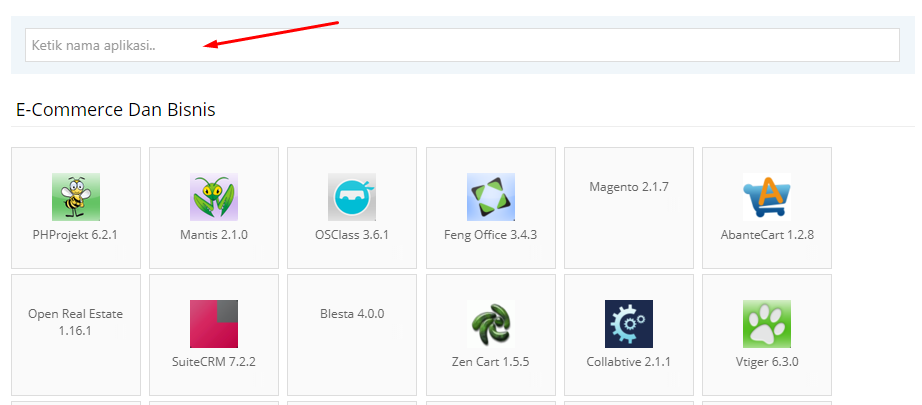 Ketik nama aplikasi..
E-Commerce Dan Bisnis
PHProjekt 6.2.1
Mantis 2.1.0
OSClass 3.6.1
Feng Office 3.4.3
Magento 2.1.7
AbanteCart 1.2.8
Open Real Estate
1.16.1
SuiteCRM 7.2.2
Blesta 4.0.0
Zen Cart 1.5.5
Collabtive 2.1.1
Vtiger 6.3.0